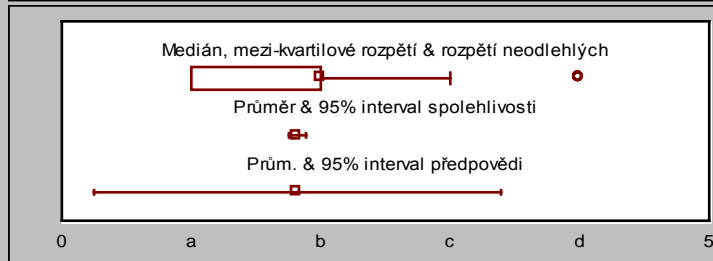 Medián, mezi-kvartilové rozpětí & rozpětí neodlehlých
Průměr & 95% interval spolehlivosti
Prům. & 95% interval předpovědi
0 a b c d 5